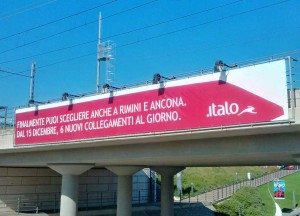 FINALMENTE PUOI SCEGLIERE ANCHE A RIMINI E ANCONA.
DAL 15 DICEMBRE, 6 NUOVI COLLEGAMENTI AL GIORNO.
.italo